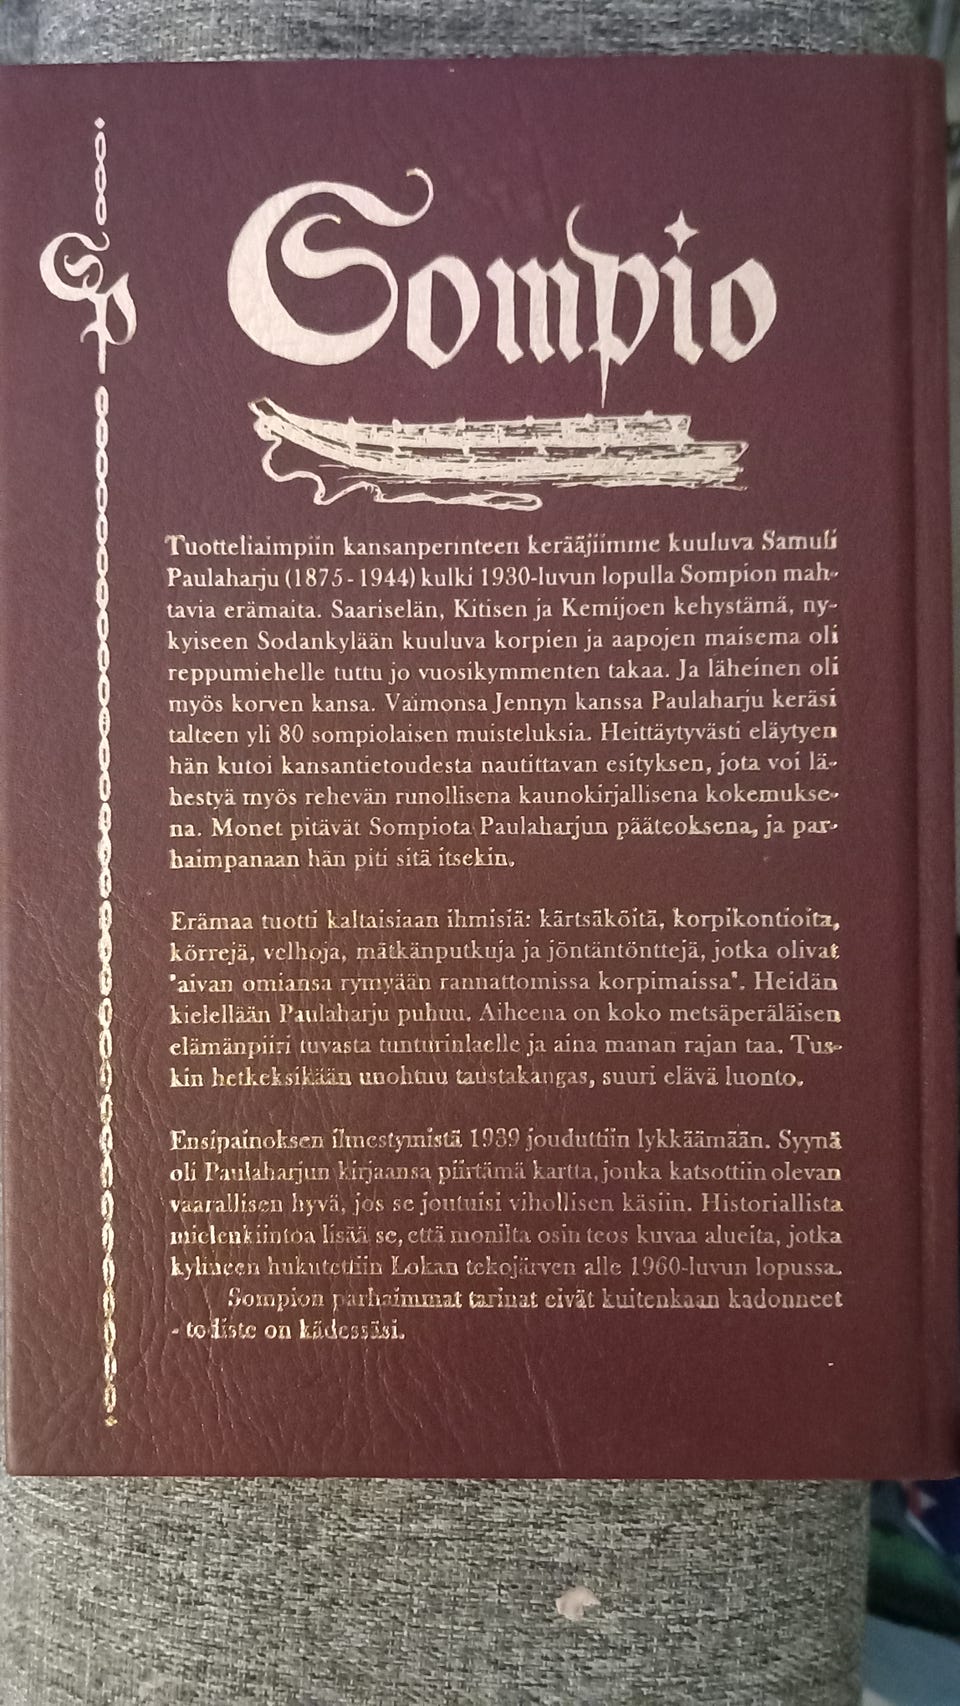 SP
Sompio
Tuotteliaimpiin kansanperinteen kerääjiimme kuuluva Samuli
Paulaharju (1875-1944) kulki 1930-luvun lopulla Sompion mah-
tavia erämaita. Saariselän, Kitisen ja Kemijoen kehystämä, ny-
kyiseen Sodankylään kuuluva korpien ja aapojen maisema oli
reppumiehelle tuttu jo vuosikymmenten takaa. Ja läheinen oli
myös korven kansa. Vaimonsa Jennyn kanssa Paulaharju keräsi
talteen yli 80 sompiolaisen muisteluksia. Heittäytyvästi eläytyen
hän kutoi kansantietoudesta nautittavan esityksen, jota voi lä-
hestyä myös rehevän runollisena kaunokirjallisena kokemukse-
na. Monet pitävät Sompiota Paulaharjun pääteoksena, ja par-
haimpanaan hän piti sitä itsekin.
Erämaa tuotti kaltaisiaan ihmisiä: kärtsäköitä, korpikontioita,
körrejä, velhoja, mätkänputkuja ja jöntäntönttejä, jotka olivat
"aivan omiansa rymyään rannattomissa korpimaissa". Heidän
kielellään Paulaharju puhuu. Aiheena on koko metsäperäläisen
elämänpiiri tuvasta tunturinlaelle ja aina manan rajan taa. Tus-
kin hetkeksikään unohtuu taustakangas, suuri elävä luonto.
Ensipainoksen ilmestymistä 1939 jouduttiin lykkäämään. Syynä
oli Paulaharjun kirjaansa piirtämä kartta, jonka katsottiin olevan
vaarallisen hyvä, jos se joutuisi vihollisen käsiin. Historiallista
mielenkiintoa lisää se, että monilta osin teos kuvaa alueita, jotka
kylineen hukutettiin Lokan tekojärven alle 1960-luvun lopussa.
Sompion parhaimmat tarinat eivät kuitenkaan kadonneet
- todiste on kädessäsi.